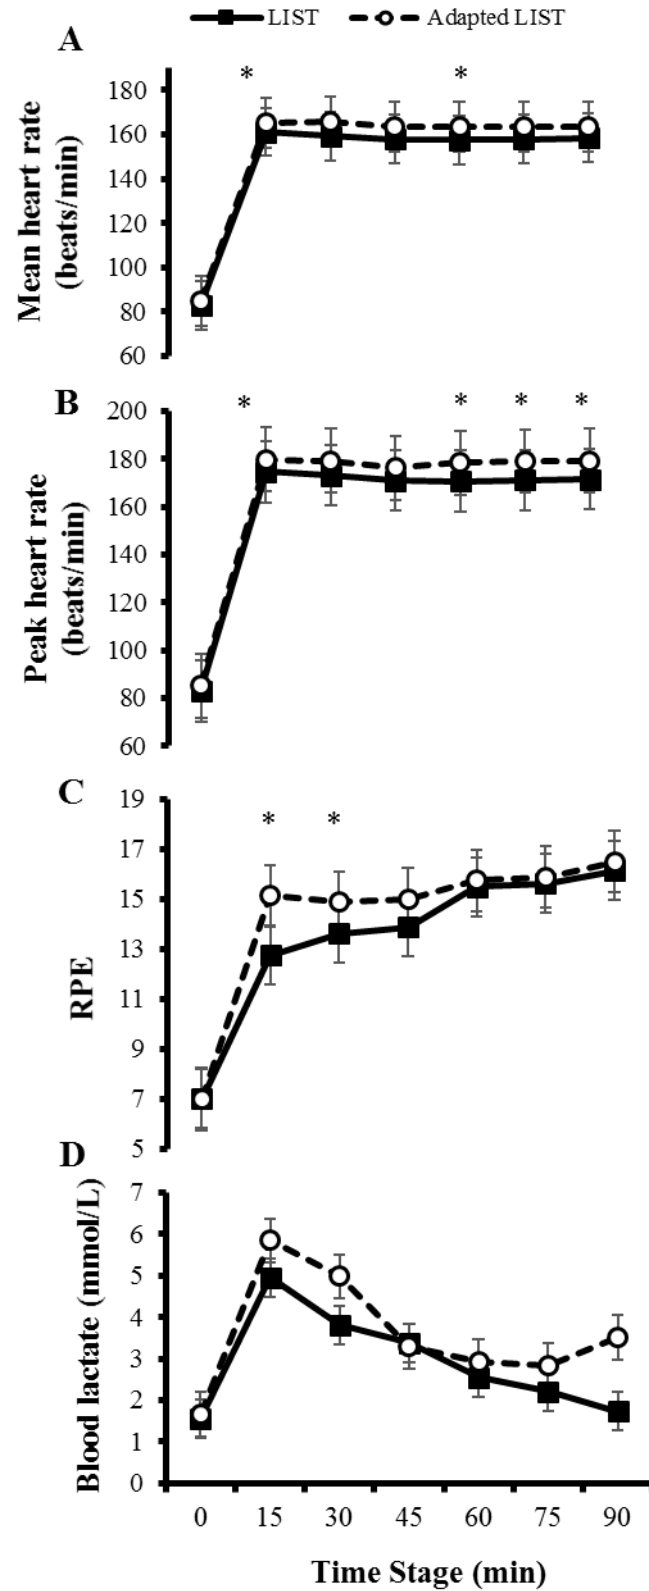 LIST Adapted LIST
A
* *
Mean heart rate
(beats/min)
180
160
140
120
100
80
60
B
* * * *
Peak heart rate
(beats/min)
200
180
160
140
120
100
80
60
C
* *
RPE
19
17
15
13
11
9
7
5
D
Blood lactate (mmol/L)
7
6
5
4
3
2
1
0
0 15 30 45 60 75 90
Time Stage (min)